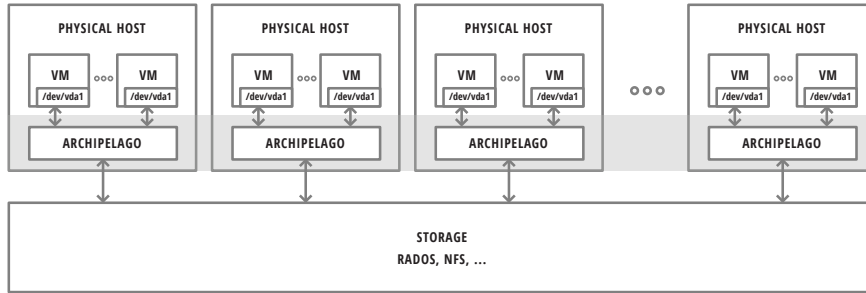 PHYSICAL HOST
VM
VM
/dev/vda1
/dev/vda1
ARCHIPELAGO
PHYSICAL HOST
VM
VM
/dev/vda1
/dev/vda1
ARCHIPELAGO
PHYSICAL HOST
VM
VM
/dev/vda1
/dev/vda1
ARCHIPELAGO
PHYSICAL HOST
VM
VM
/dev/vda1
/dev/vda1
ARCHIPELAGO
STORAGE
RADOS, NFS, ...